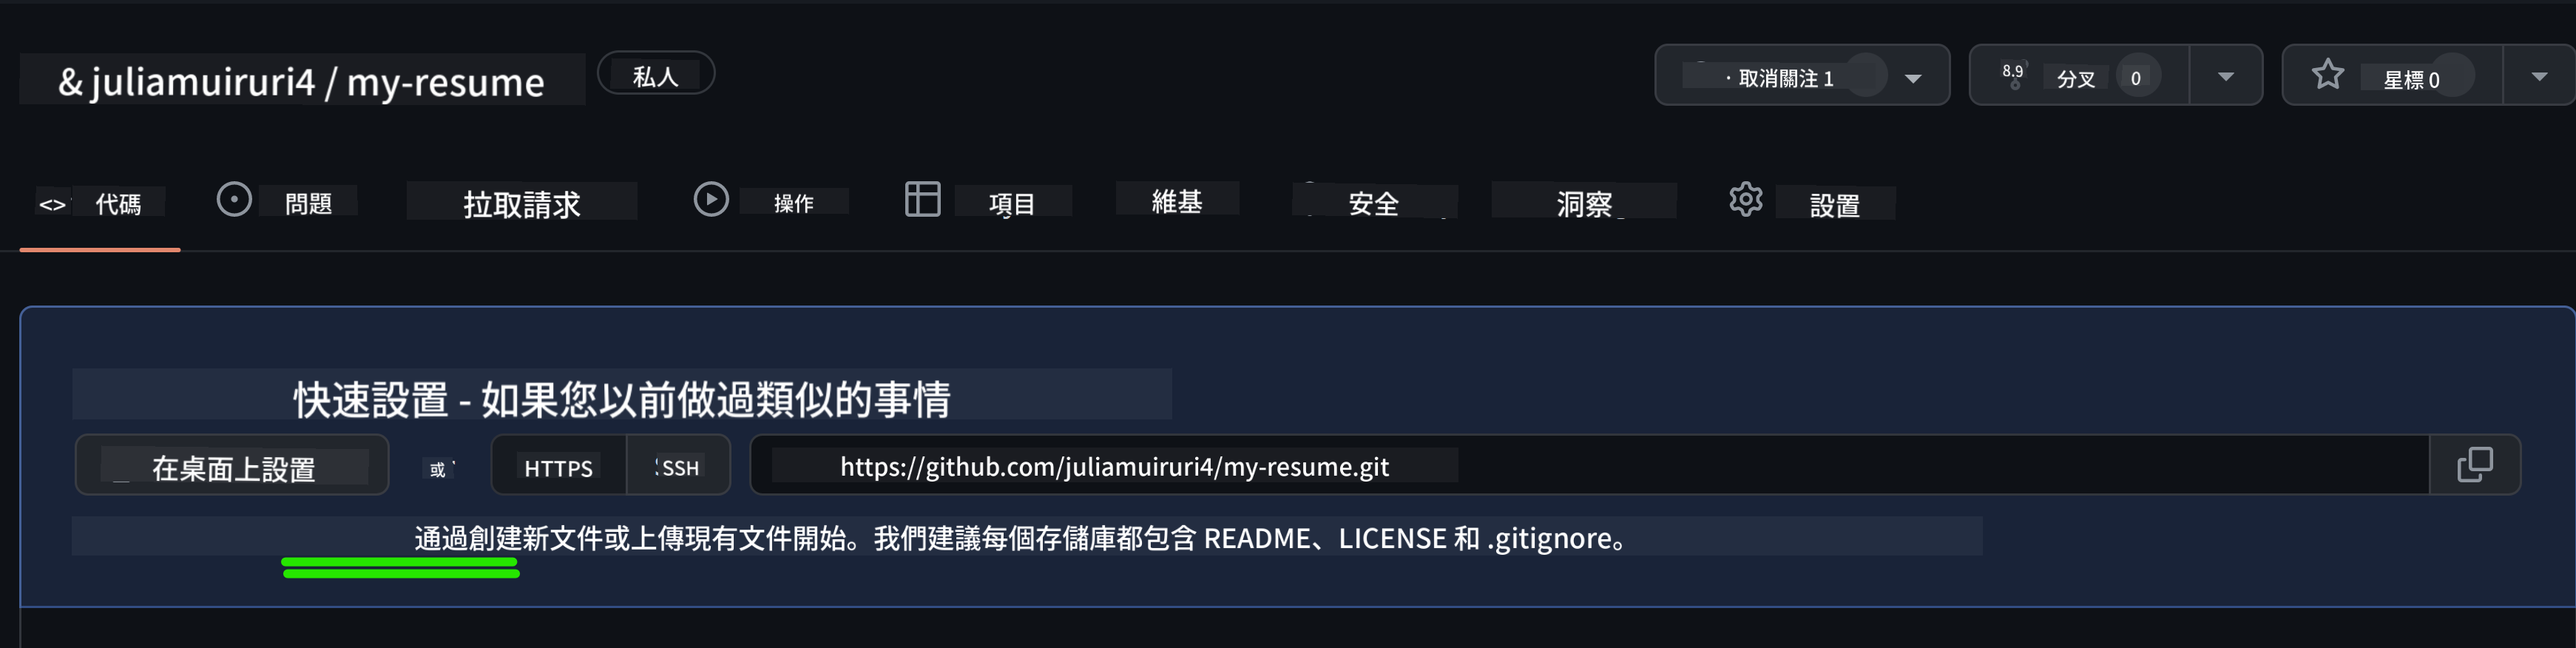 & juliamuiruri4 / my-resume 私人 · 取消關注 1 8.9 分叉 0 星標 0
<> 代碼 問題 拉取請求 操作 項目 維基 安全 洞察 設置
快速設置 - 如果您以前做過類似的事情
在桌面上設置 或 HTTPS SSH https://github.com/juliamuiruri4/my-resume.git
通過創建新文件或上傳現有文件開始。我們建議每個存儲庫都包含 README、LICENSE 和 .gitignore。